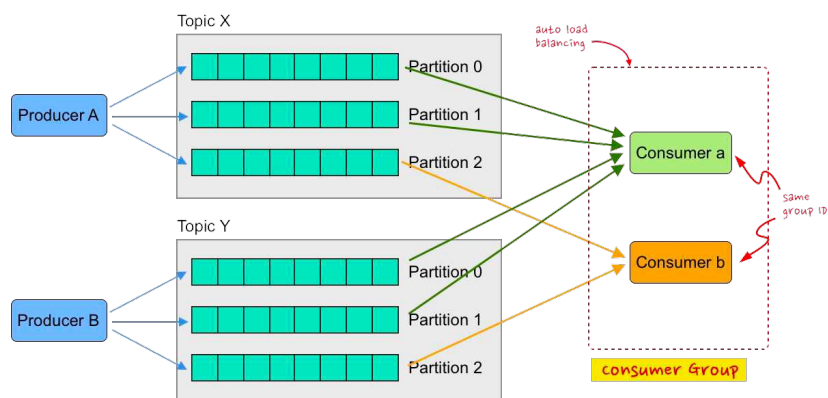 Topic X
Partition 0
Partition 1
Partition 2
Producer A
Topic Y
Partition 0
Partition 1
Partition 2
Producer B
auto load
balancing
Consumer a
Consumer b
same
group ID
Consumer Group